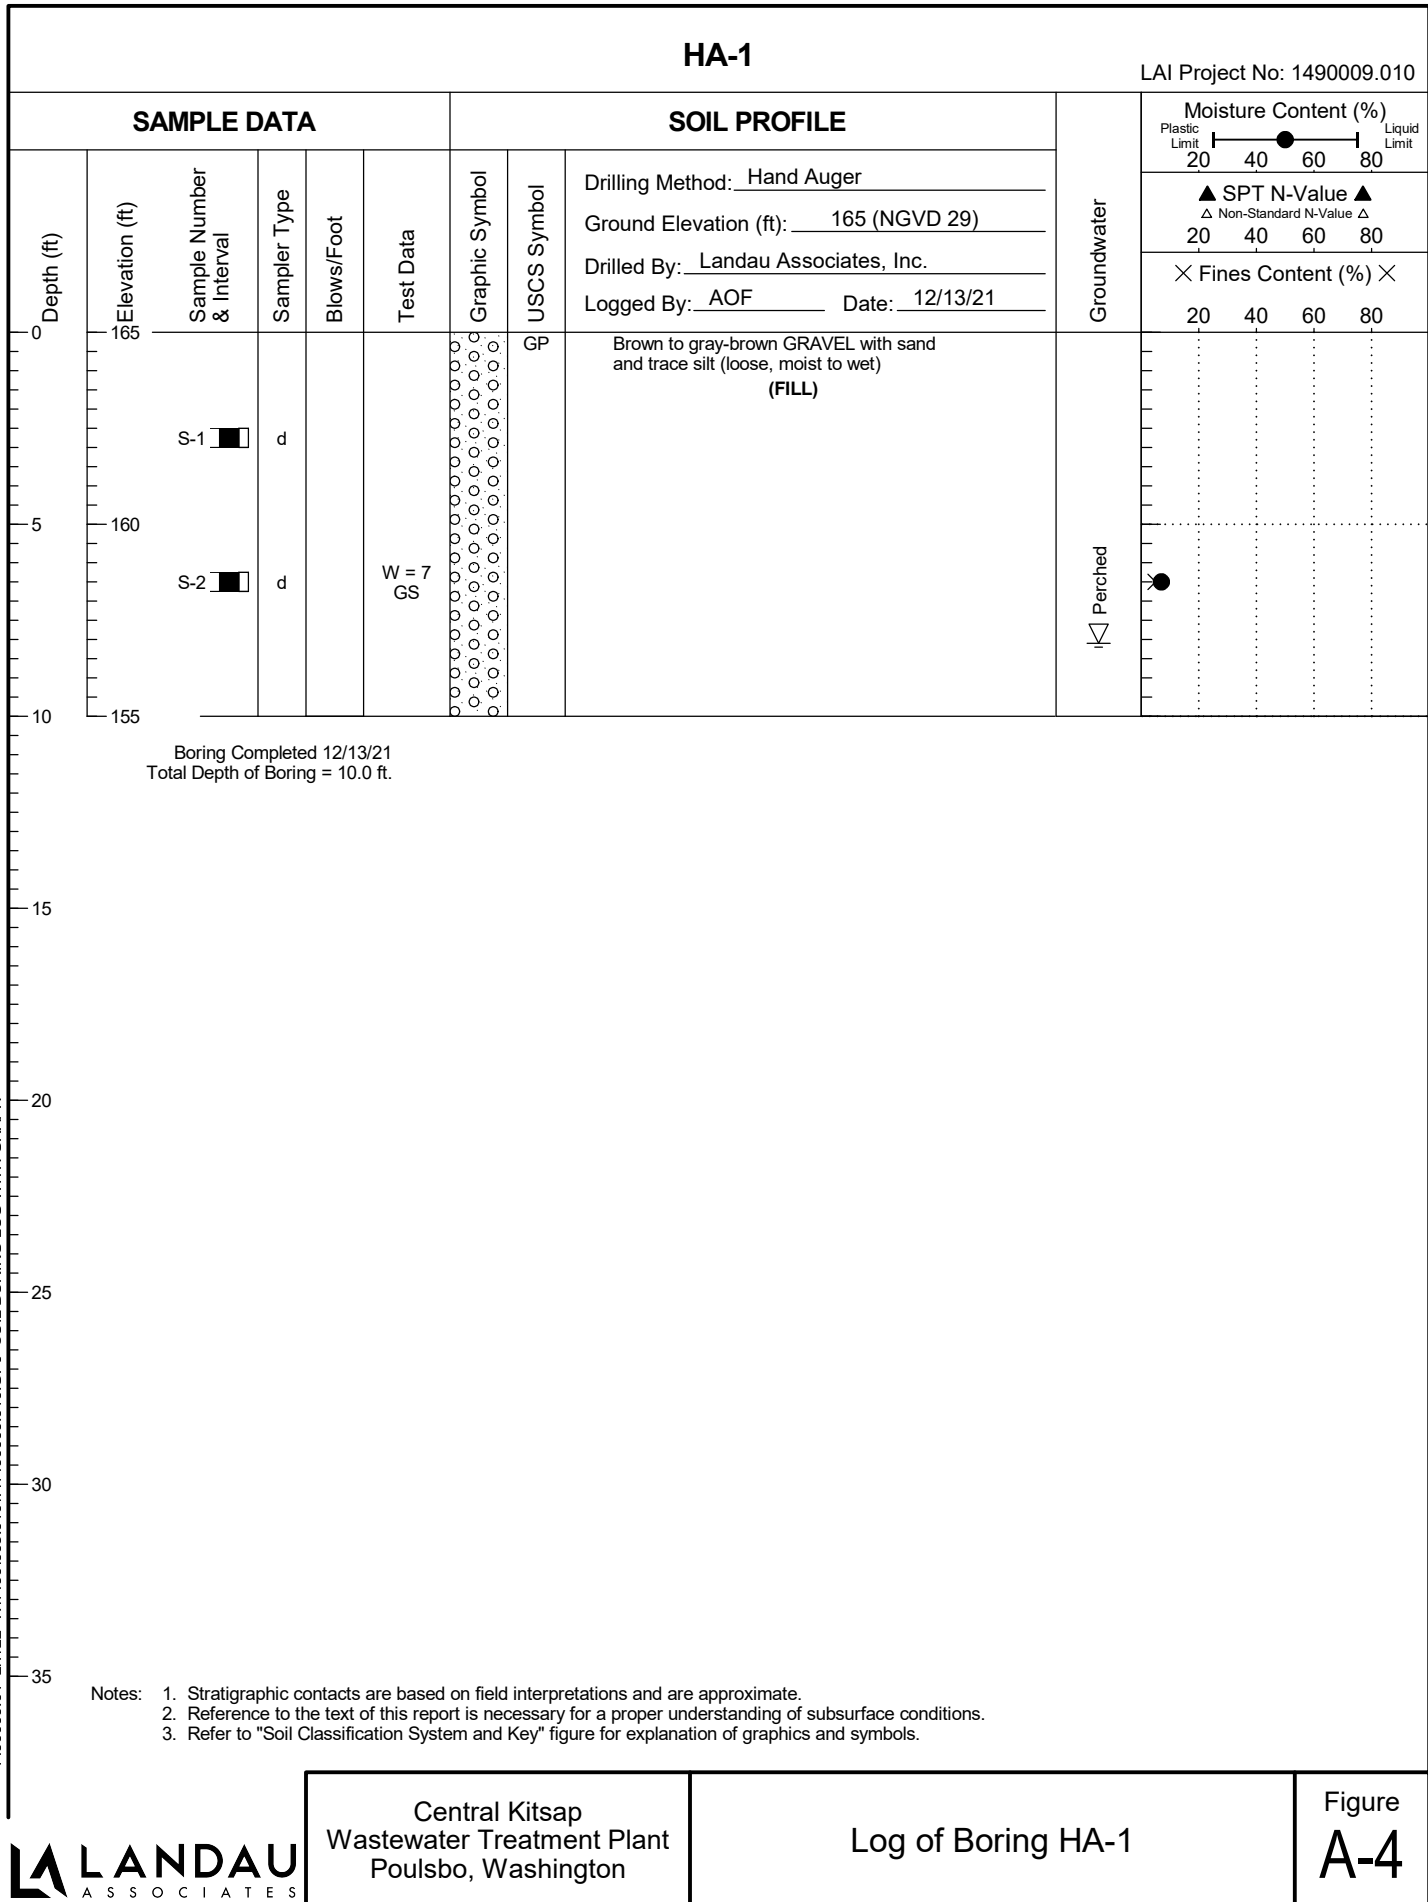 HA-1
LAI Project No: 1490009.010
SAMPLE DATA
SOIL PROFILE
Depth (ft)
Elevation (ft)
Sample Number
& Interval
Sampler Type
Blows/Foot
Test Data
Graphic Symbol
USCS Symbol
Drilling Method: Hand Auger
Ground Elevation (ft): 165 (NGVD 29)
Drilled By: Landau Associates, Inc.
Logged By: AOF Date: 12/13/21
Groundwater
Moisture Content (%)
Plastic
Limit
Liquid
Limit
20 40 60 80
▲ SPT N-Value ▲
△ Non-Standard N-Value △
20 40 60 80
× Fines Content (%) ×
20 40 60 80
0
165
GP
Brown to gray-brown GRAVEL with sand
and trace silt (loose, moist to wet)
(FILL)
S-1
d
5
160
S-2
d
W = 7
GS
Perched
10
155
Boring Completed 12/13/21
Total Depth of Boring = 10.0 ft.
15
20
25
30
35
Notes: 1. Stratigraphic contacts are based on field interpretations and are approximate.
2. Reference to the text of this report is necessary for a proper understanding of subsurface conditions.
3. Refer to "Soil Classification System and Key" figure for explanation of graphics and symbols.
LANDAU
ASSOCIATES
Central Kitsap
Wastewater Treatment Plant
Poulsbo, Washington
Log of Boring HA-1
Figure
A-4